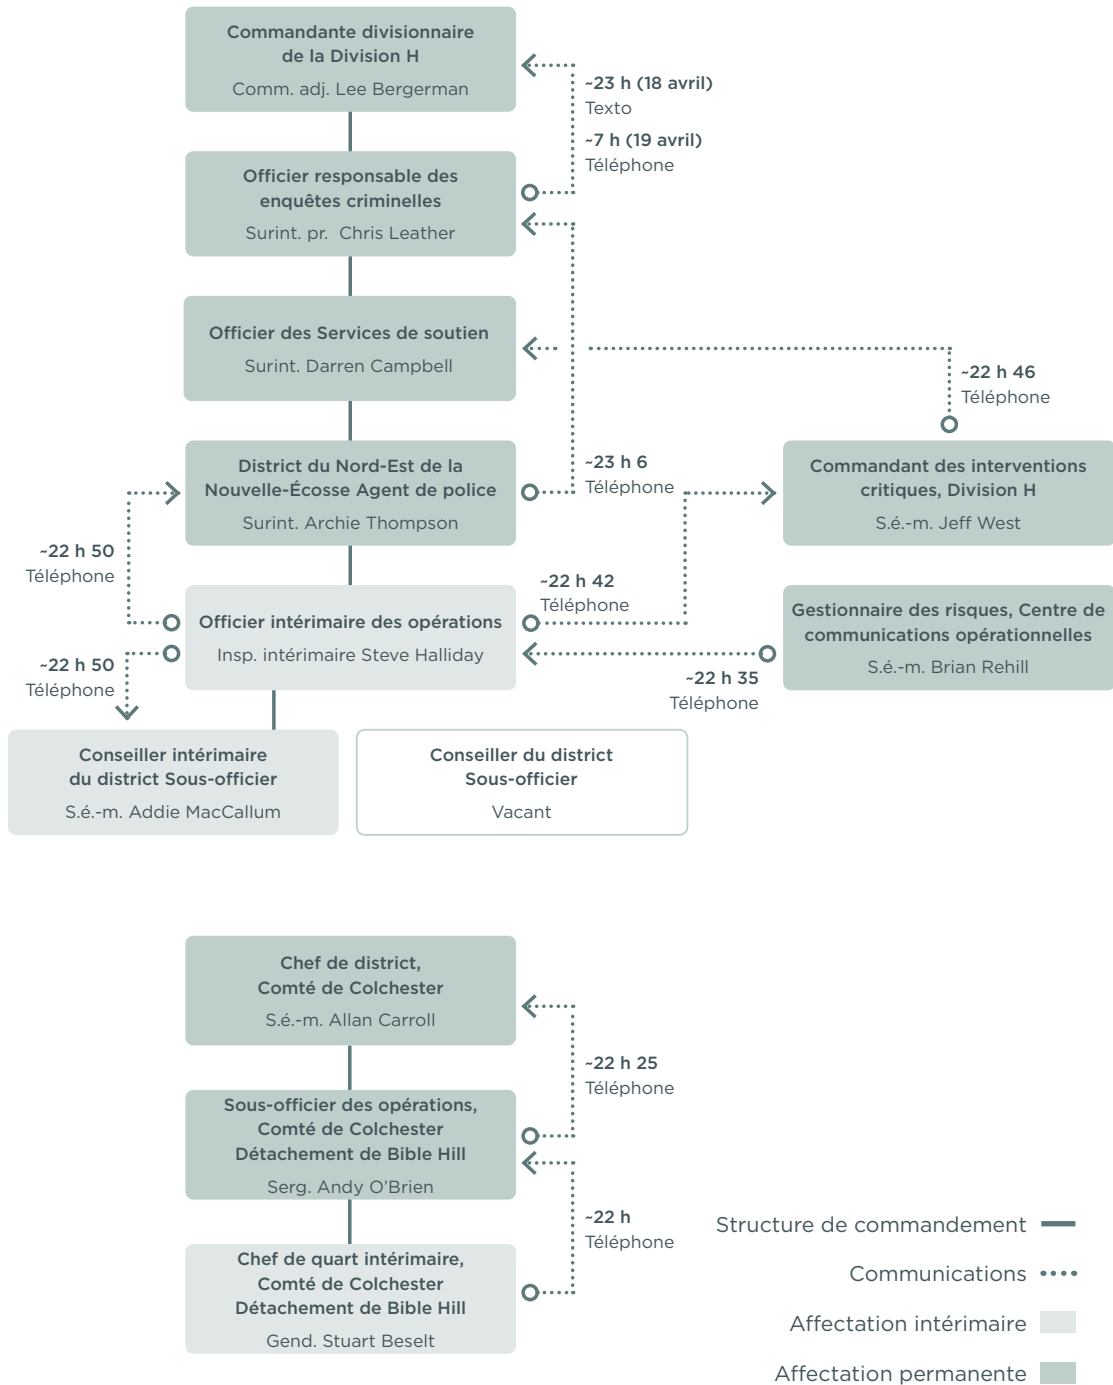 Commandante divisionnaire
de la Division H
Comm. adj. Lee Bergerman
~23 h (18 avril)
Texto
~7 h (19 avril)
Téléphone
Officier responsable des
enquêtes criminelles
Surint. pr. Chris Leather
Officier des Services de soutien
Surint. Darren Campbell
~22 h 46
Téléphone
District du Nord-Est de la
Nouvelle-Écosse Agent de police
Surint. Archie Thompson
~23 h 6
Téléphone
Commandant des interventions
critiques, Division H
S.é.-m. Jeff West
~22 h 50
Téléphone
~22 h 42
Téléphone
Officier intérimaire des opérations
Insp. intérimaire Steve Halliday
Gestionnaire des risques, Centre de
communications opérationnelles
S.é.-m. Brian Rehill
~22 h 50
Téléphone
~22 h 35
Téléphone
Conseiller intérimaire
du district Sous-officier
S.é.-m. Addie MacCallum
Conseiller du district
Sous-officier
Vacant
Chef de district,
Comté de Colchester
S.é.-m. Allan Carroll
~22 h 25
Téléphone
Sous-officier des opérations,
Comté de Colchester
Détachement de Bible Hill
Serg. Andy O’Brien
~22 h
Téléphone
Chef de quart intérimaire,
Comté de Colchester
Détachement de Bible Hill
Gend. Stuart Beselt
Structure de commandement
Communications
Affectation intérimaire
Affectation permanente